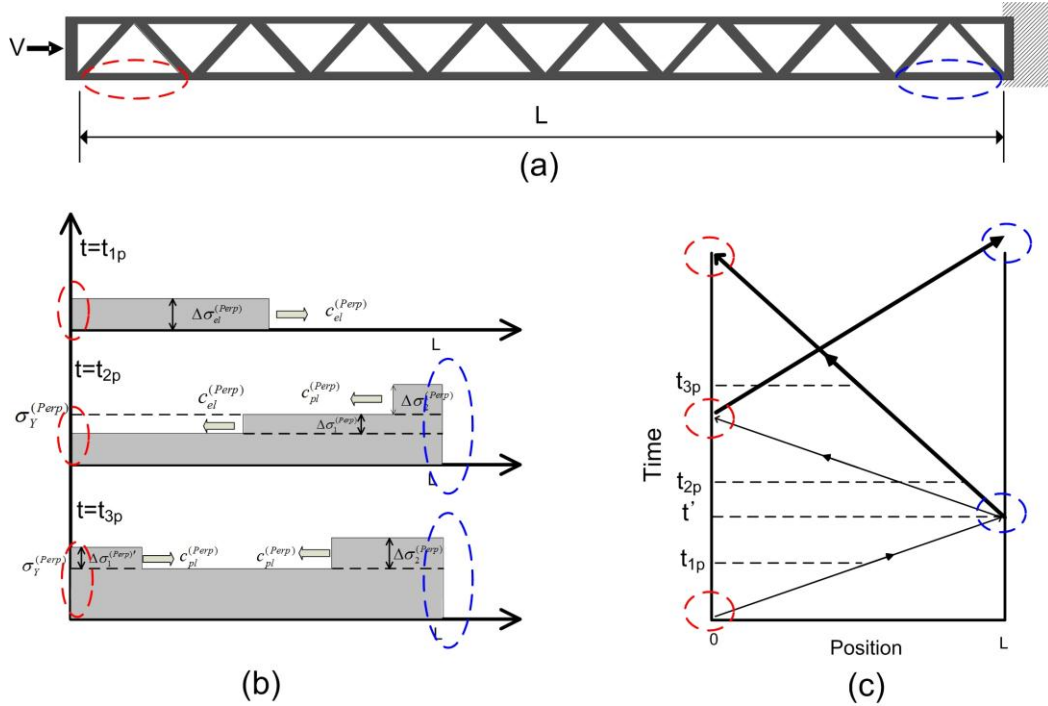 V
L
(a)
t=t1p
Δσel(Perp)
cel(Perp)
L
t=t2p
cel(Perp)
cpl(Perp)
σY(Perp)
Δσ1(Perp)
L
t=t3p
σY(Perp)
Δσ1(Perp)'
cpl(Perp)
cpl(Perp)
Δσ2(Perp)
L
(b)
Time
t3p
t2p
t'
t1p
0
Position
L
(c)